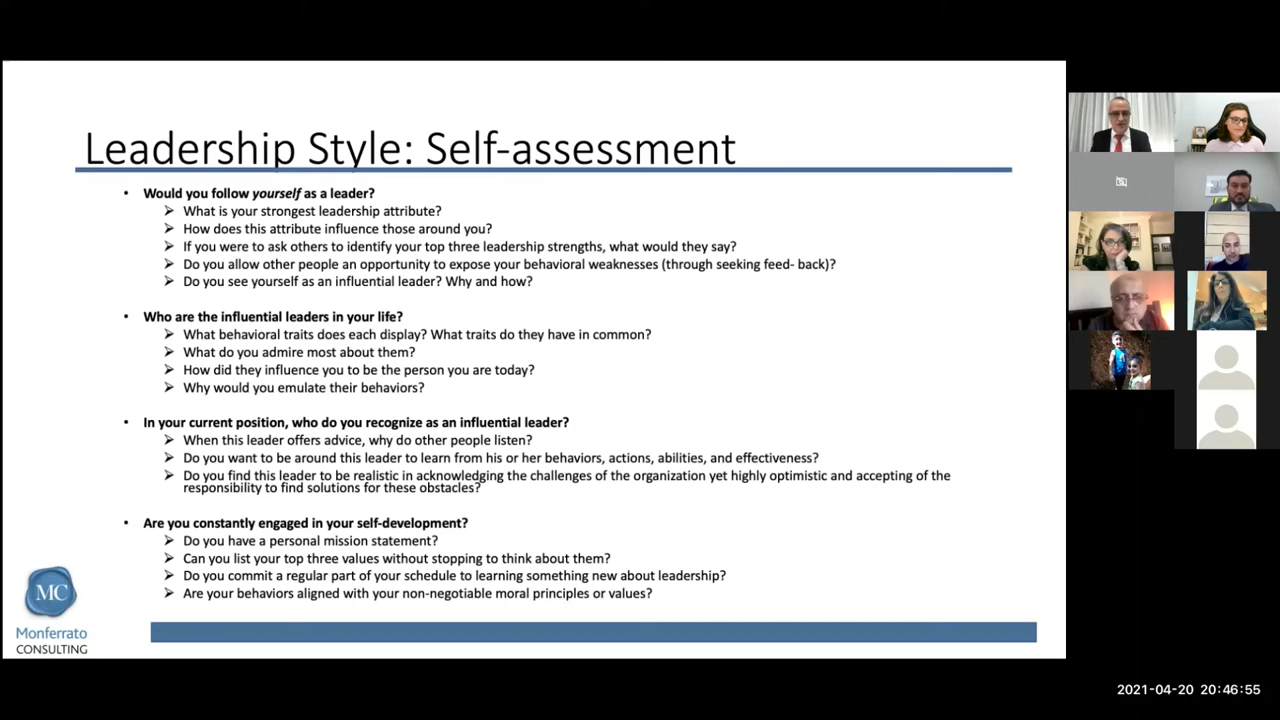 Leadership Style: Self-assessment
• Would you follow yourself as a leader?
➢ What is your strongest leadership attribute?
➢ How does this attribute influence those around you?
➢ If you were to ask others to identify your top three leadership strengths, what would they say?
➢ Do you allow other people an opportunity to expose your behavioral weaknesses (through seeking feed- back)?
➢ Do you see yourself as an influential leader? Why and how?
• Who are the influential leaders in your life?
➢ What behavioral traits does each display? What traits do they have in common?
➢ What do you admire most about them?
➢ How did they influence you to be the person you are today?
➢ Why would you emulate their behaviors?
• In your current position, who do you recognize as an influential leader?
➢ When this leader offers advice, why do other people listen?
➢ Do you want to be around this leader to learn from his or her behaviors, actions, abilities, and effectiveness?
➢ Do you find this leader to be realistic in acknowledging the challenges of the organization yet highly optimistic and accepting of the
responsibility to find solutions for these obstacles?
• Are you constantly engaged in your self-development?
➢ Do you have a personal mission statement?
➢ Can you list your top three values without stopping to think about them?
➢ Do you commit a regular part of your schedule to learning something new about leadership?
➢ Are your behaviors aligned with your non-negotiable moral principles or values?
MC
Monferrato
CONSULTING
2021-04-20 20:46:55